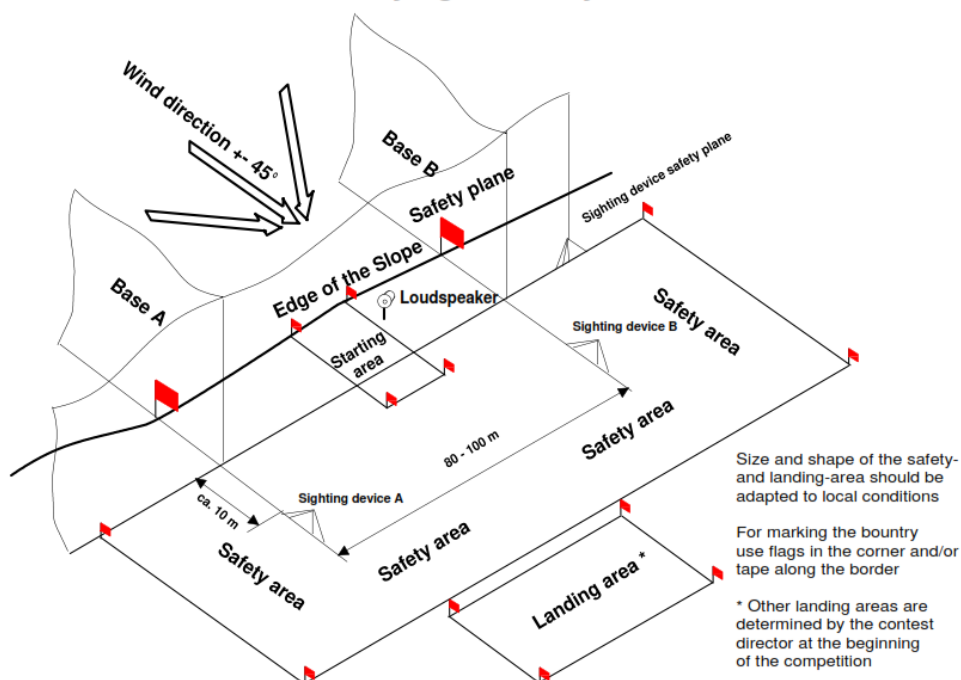 Wind direction +- 45°
Base B
Safety plane
Sighting device safety plane
Base A
Edge of the Slope
Loudspeaker
Safety area
Starting
area
Sighting device B
80 - 100 m
Safety area
ca. 10 m
Sighting device A
Safety area
Safety area
Landing area *
Size and shape of the safety-
and landing-area should be
adapted to local conditions
For marking the bountry
use flags in the corner and/or
tape along the border
* Other landing areas are
determined by the contest
director at the beginning
of the competition